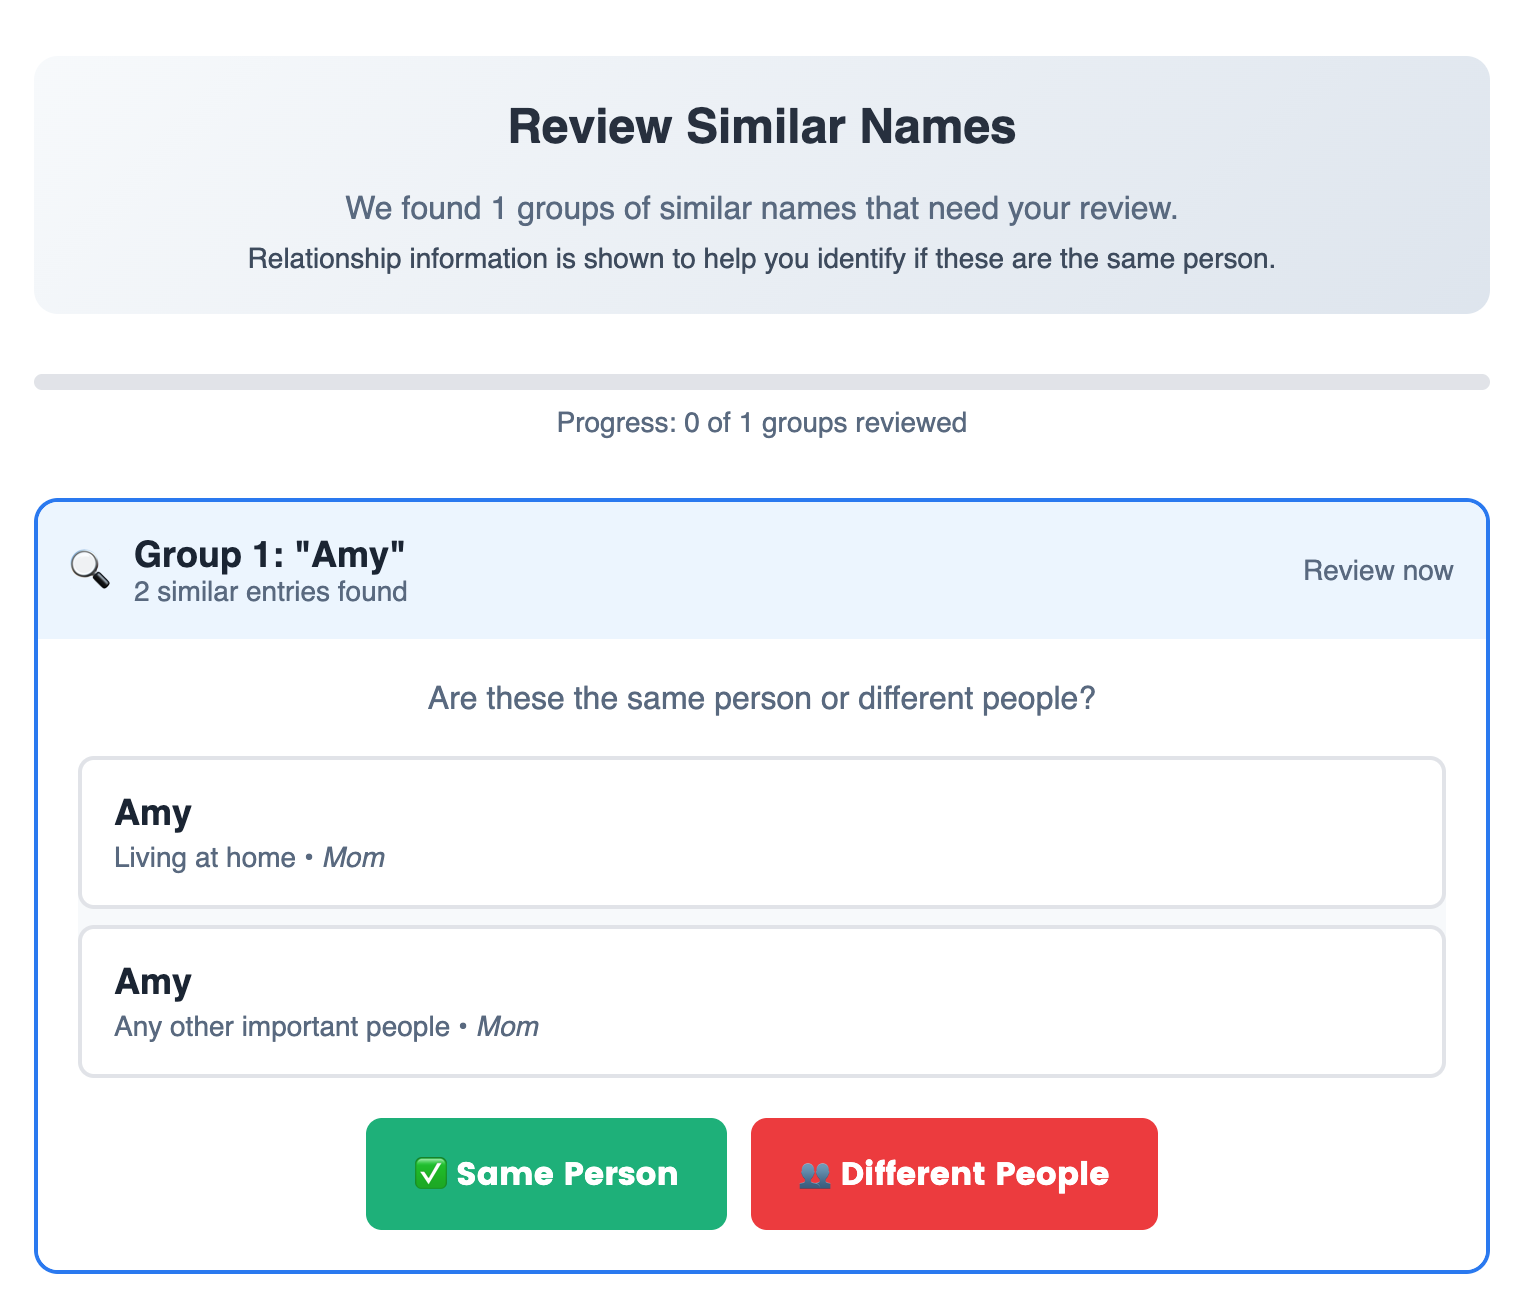 Review Similar Names
We found 1 groups of similar names that need your review.
Relationship information is shown to help you identify if these are the same person.
Progress: 0 of 1 groups reviewed
Group 1: "Amy"
2 similar entries found
Review now
Are these the same person or different people?
Amy
Living at home • Mom
Amy
Any other important people • Mom
Same Person
Different People